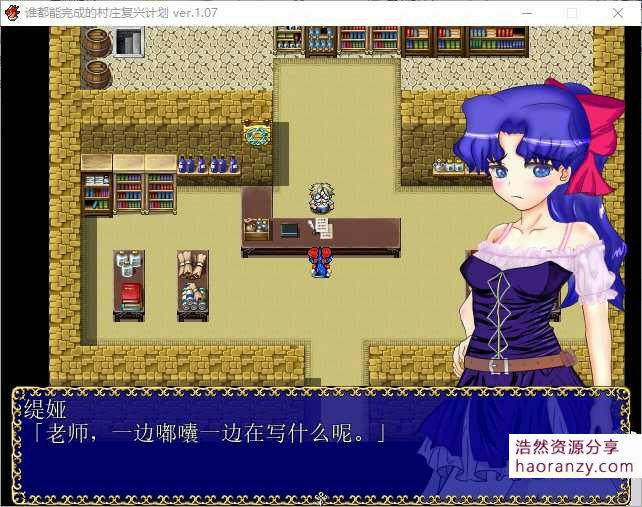 谁都能完成的村庄复兴计划 ver.1.07
缇娅
「老师，一边嘟囔一边在写什么呢。」
浩然资源分享
haoranzy.com